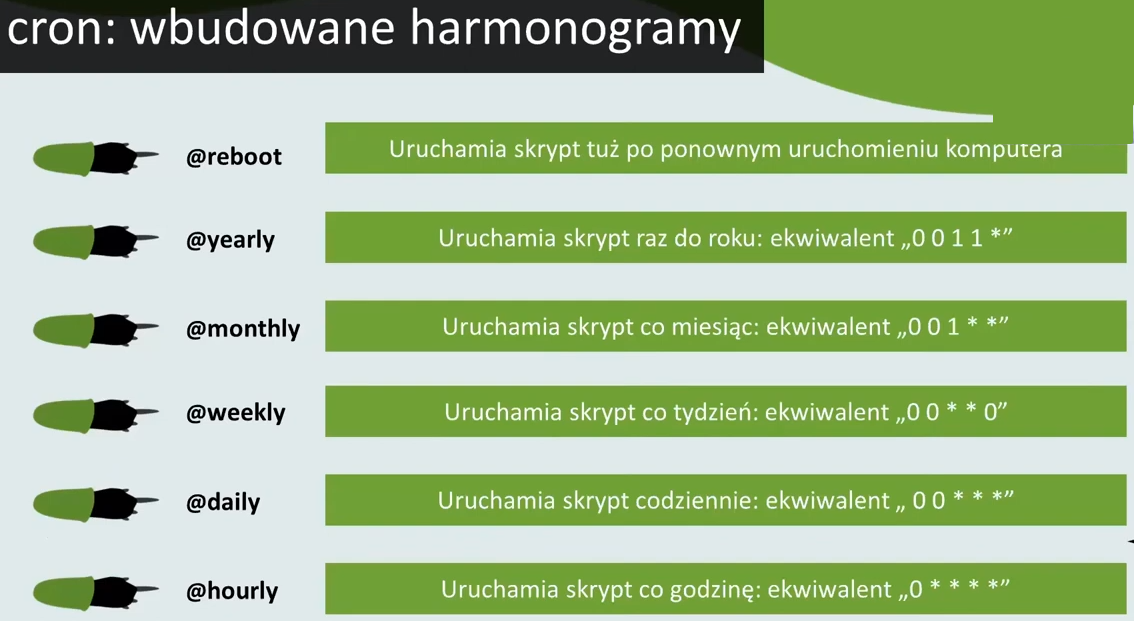 cron: wbudowane harmonogramy
@reboot Uruchamia skrypt tuż po ponownym uruchomieniu komputera
@yearly Uruchamia skrypt raz do roku: ekwiwalent „0 0 1 1 *”
@monthly Uruchamia skrypt co miesiąc: ekwiwalent „0 0 1 * *”
@weekly Uruchamia skrypt co tydzień: ekwiwalent „0 0 * * 0”
@daily Uruchamia skrypt codziennie: ekwiwalent „ 0 0 * * *”
@hourly Uruchamia skrypt co godzinę: ekwiwalent „0 * * * *”